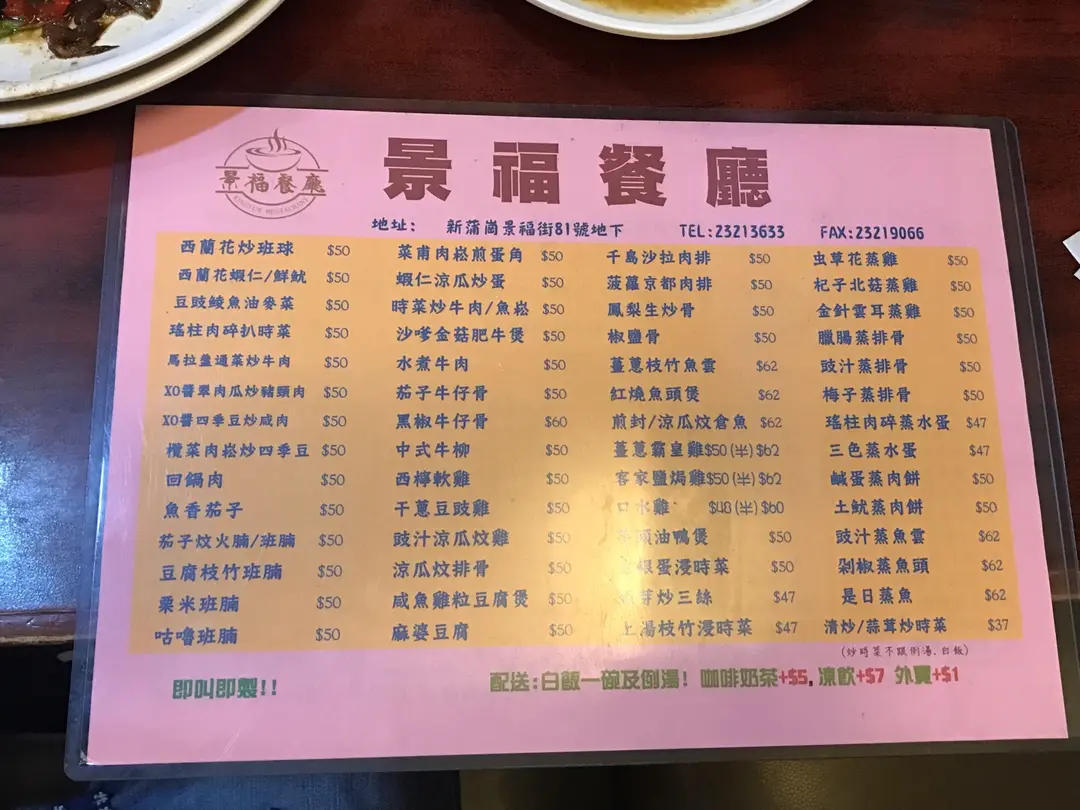 景福餐廳
景福餐廳
KING FUK RESTAURANT
地址: 新蒲崗景福街81號地下 TEL:23213633 FAX:23219066
西蘭花炒班球 $50
西蘭花蝦仁/鮮魷 $50
豆豉鯪魚油麥菜 $50
瑤柱肉碎扒時菜 $50
馬拉盞通菜炒牛肉 $50
XO醬翠肉瓜炒豬頸肉 $50
XO醬四季豆炒咸肉 $50
欖菜肉崧炒四季豆 $50
回鍋肉 $50
魚香茄子 $50
茄子炆火腩/班腩 $50
豆腐枝竹班腩 $50
粟米班腩 $50
咕嚕班腩 $50
菜甫肉崧煎蛋角 $50
蝦仁涼瓜炒蛋 $50
時菜炒牛肉/魚崧 $50
沙嗲金菇肥牛煲 $50
水煮牛肉 $50
茄子牛仔骨 $50
黑椒牛仔骨 $60
中式牛柳 $50
西檸軟雞 $50
干蔥豆豉雞 $50
豉汁涼瓜炆雞 $50
涼瓜炆排骨 $50
咸魚雞粒豆腐煲 $50
麻婆豆腐 $50
千島沙拉肉排 $50
菠蘿京都肉排 $50
鳳梨生炒骨 $50
椒鹽骨 $50
薑蔥枝竹魚雲 $62
紅燒魚頭煲 $62
煎封/涼瓜炆倉魚 $62
薑蔥霸皇雞$50 (半) $62
客家鹽焗雞$50 (半) $62
口水雞 $48 (半) $60
頭油鴨煲 $50
銀蛋浸時菜 $50
芽炒三絲 $47
上湯枝竹浸時菜 $47
虫草花蒸雞 $50
杞子北菇蒸雞 $50
金針雲耳蒸雞 $50
臘腸蒸排骨 $50
豉汁蒸排骨 $50
梅子蒸排骨 $50
瑤柱肉碎蒸水蛋 $47
三色蒸水蛋 $47
鹹蛋蒸肉餅 $50
土魷蒸肉餅 $50
豉汁蒸魚雲 $62
剁椒蒸魚頭 $62
是日蒸魚 $62
清炒/蒜茸炒時菜 $37
(炒時菜不跟例湯.白飯)
即叫即製!!
配送:白飯一碗及例湯! 咖啡奶茶+$5, 凍飲+$7 外賣+$1